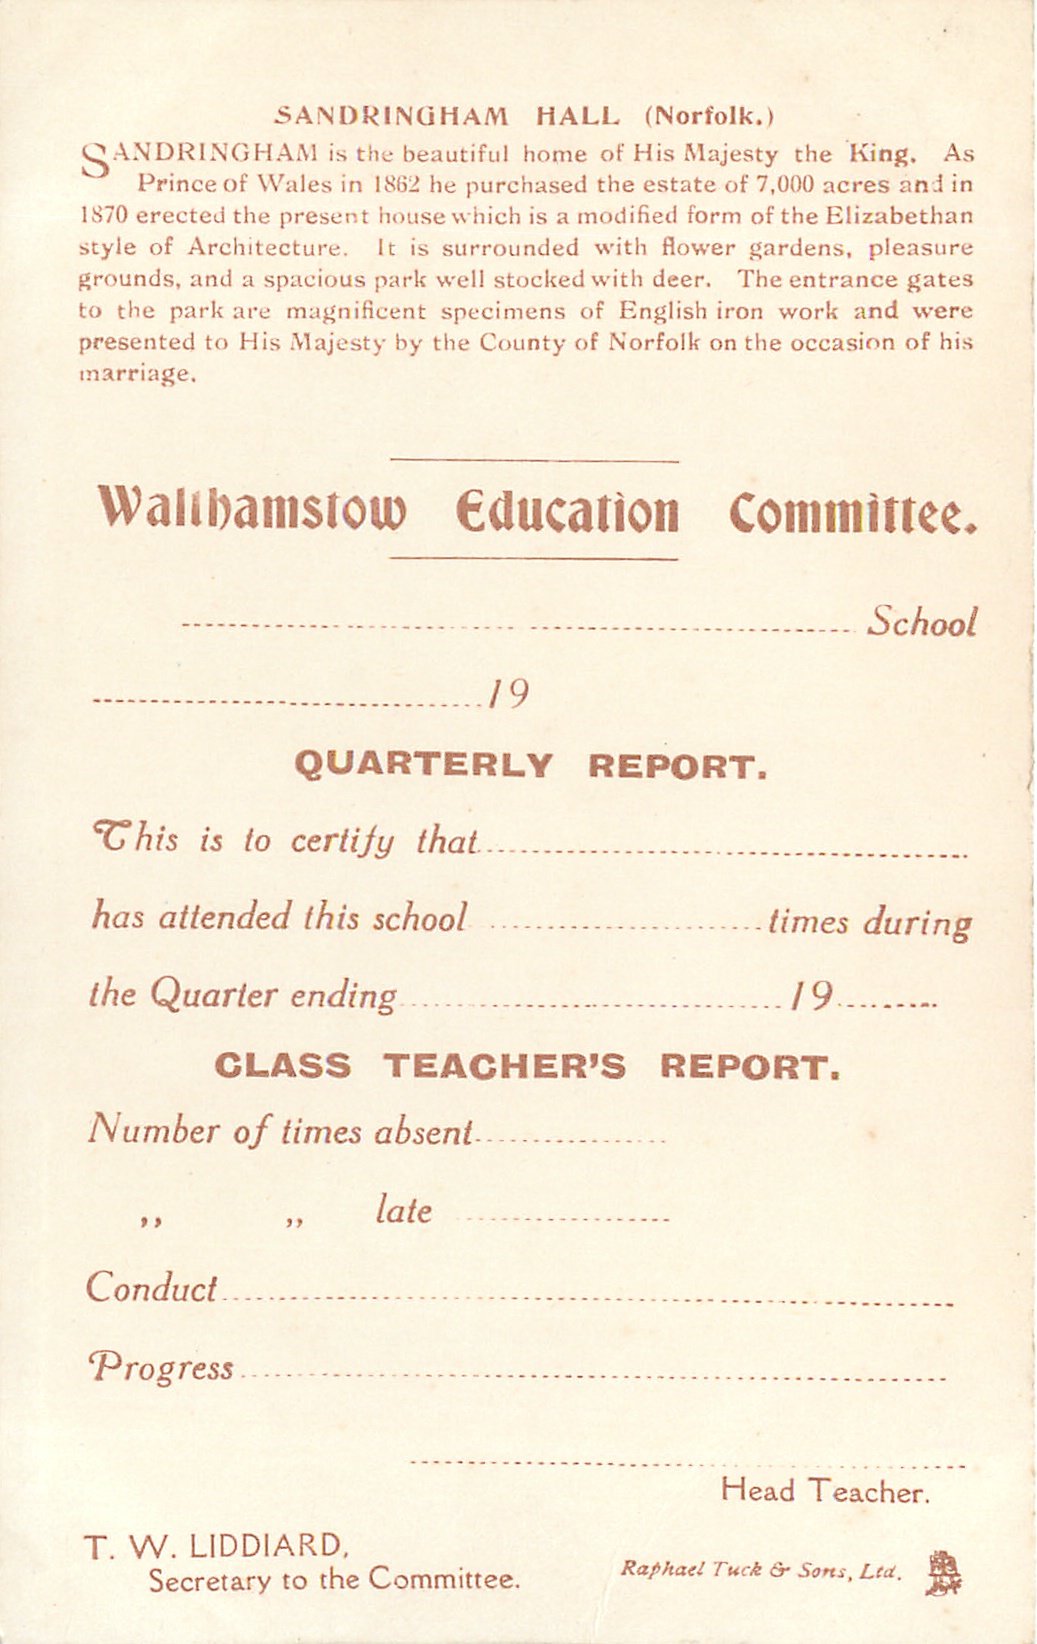 SANDRINGHAM HALL (Norfolk.)
SANDRINGHAM is the beautiful home of His Majesty the King. As
Prince of Wales in 1862 he purchased the estate of 7,000 acres and in
1870 erected the present house which is a modified form of the Elizabethan
style of Architecture. It is surrounded with flower gardens, pleasure
grounds, and a spacious park well stocked with deer. The entrance gates
to the park are magnificent specimens of English iron work and were
presented to His Majesty by the County of Norfolk on the occasion of his
marriage.
Walthamstow Education Committee.
School
19
QUARTERLY REPORT.
This is to certify that
has attended this school times during
the Quarter ending 19
CLASS TEACHER'S REPORT.
Number of times absent
,, ,, late
Conduct
Progress
Head Teacher.
T. W. LIDDIARD,
Secretary to the Committee.
Raphael Tuck & Sons, Ltd.